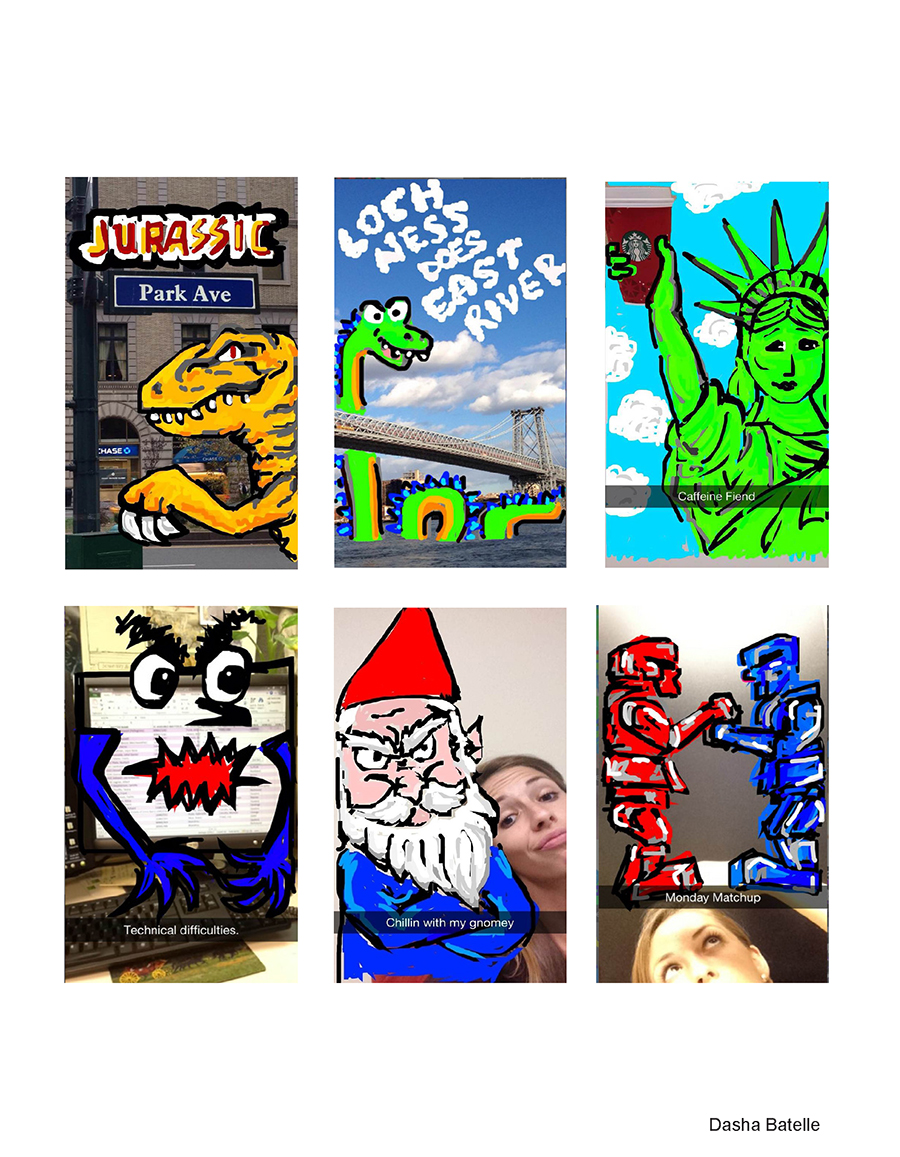 JURASSIC
Park Ave
CHASE
LOCH
NESS
DOES
EAST
RIVER
Caffeine Fiend
Technical difficulties.
Chillin with my gnomey
Monday Matchup
Dasha Batelle